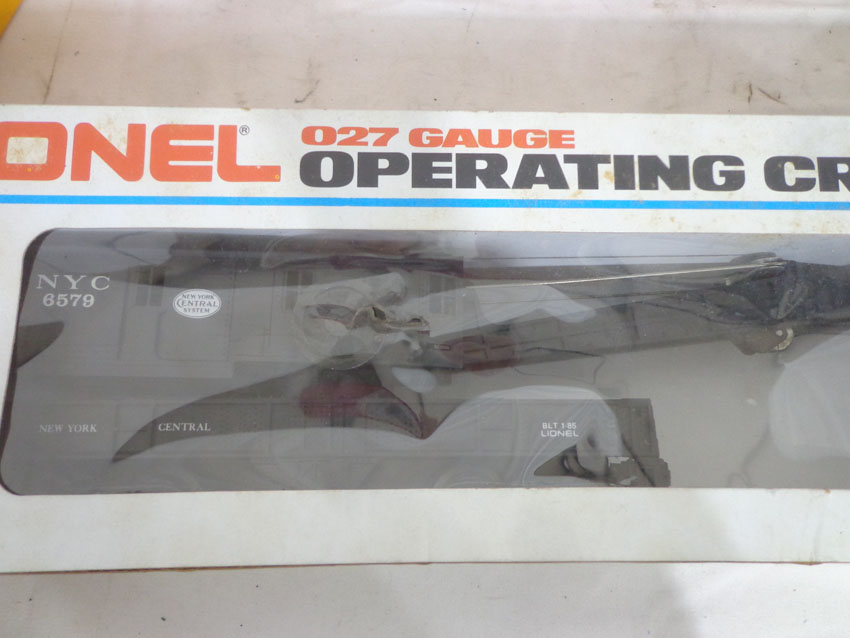 ONEL® 027 GAUGE
OPERATING CR
NYC
6579
NEW YORK
CENTRAL
SYSTEM
NEW YORK CENTRAL
BLT 1-85
LIONEL